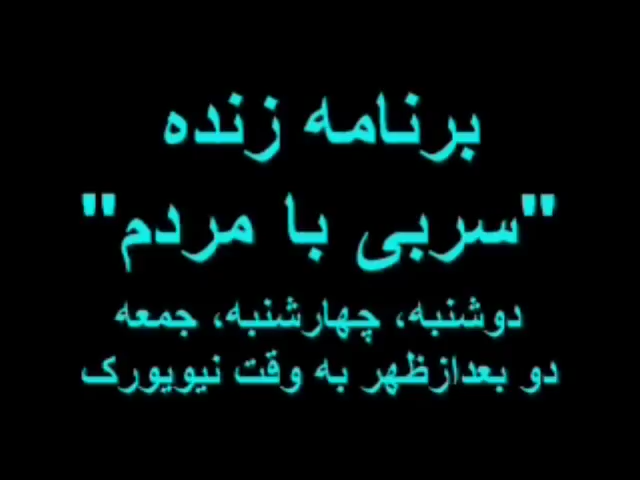 برنامه زنده
"سربی با مردم"
دوشنبه، چهارشنبه، جمعه
دو بعدازظهر به وقت نیویورک